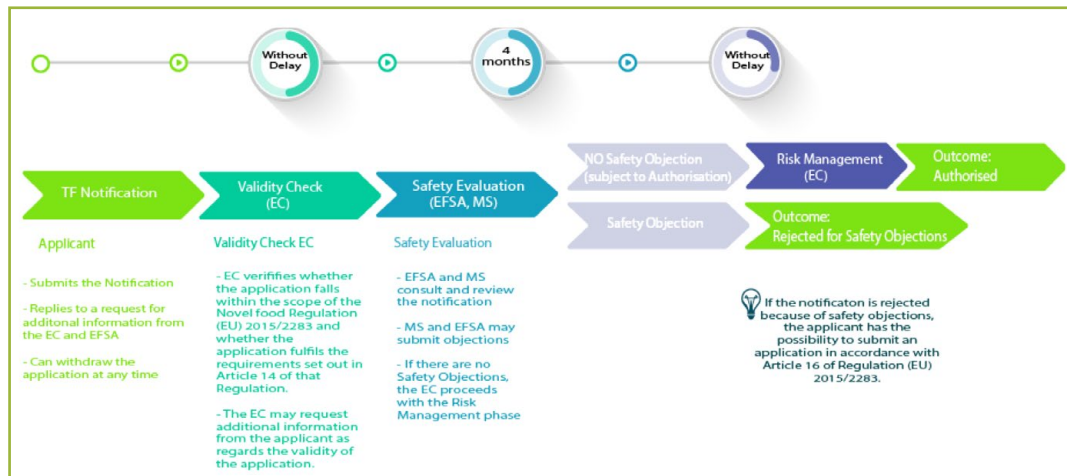 Without
Delay
4
months
Without
Delay
TF Notification
Validity Check
(EC)
Safety Evaluation
(EFSA, MS)
NO Safety Objection
(subject to Authorisation)
Risk Management
(EC)
Outcome:
Authorised
Safety Objection
Outcome:
Rejected for Safety Objections
Applicant
- Submits the Notification
- Replies to a request for
additonal information from
the EC and EFSA
- Can withdraw the
application at any time
Validity Check EC
- EC verififies whether
the application falls
within the scope of the
Novel food Regulation
(EU) 2015/2283 and
whether the
application fulfils the
requirements set out in
Article 14 of that
Regulation.
- The EC may request
additional information
from the applicant as
regards the validity of
the application.
Safety Evaluation
- EFSA and MS
consult and review
the notification
- MS and EFSA may
submit objections
- If there are no
Safety Objections,
the EC proceeds
with the Risk
Management phase
If the notificaton is rejected
because of safety objections,
the applicant has the
possibility to submit an
application in accordance with
Article 16 of Regulation (EU)
2015/2283.